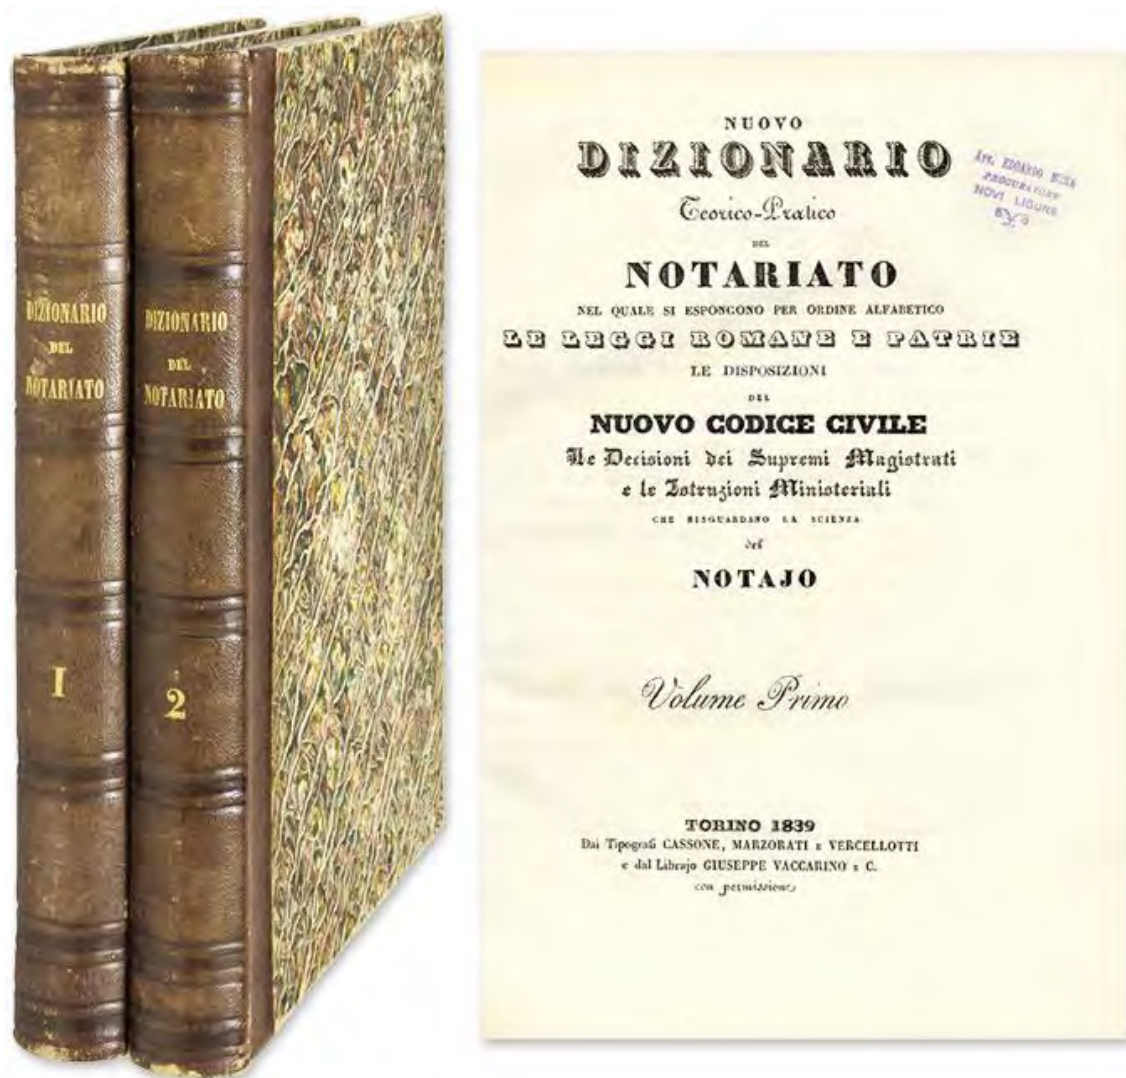 DIZIONARIO
DEL
NOTARIATO
I
DIZIONARIO
DEL
NOTARIATO
2
NUOVO
DIZIONARIO
Teorico-Pratico
DEL
NOTARIATO
NEL QUALE SI ESPONGONO PER ORDINE ALFABETICO
LE LEGGI ROMANE E PATRIE
LE DISPOSIZIONI
DEL
NUOVO CODICE CIVILE
Le Decisioni dei Supremi Magistrati
e le Istruzioni Ministeriali
CHE RISGUARDANO LA SCIENZA
del
NOTAJO
Volume Primo
TORINO 1839
Dai Tipografi CASSONE, MARZORATI E VERCELLOTTI
e dal Librajo GIUSEPPE VACCARINO E C.
con permissione
EDOARDO
PROCURATORE
NOVI LIGURE